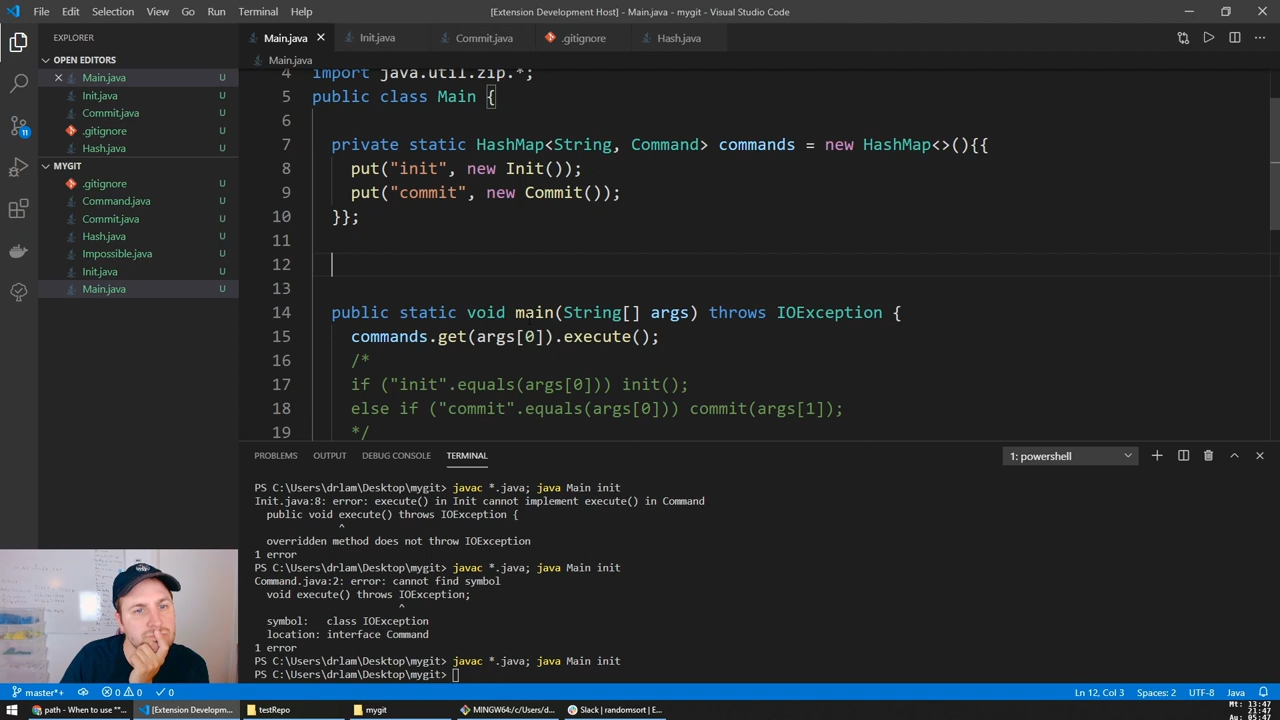 File Edit Selection View Go Run Terminal Help [Extension Development Host] - Main.java - mygit - Visual Studio Code
EXPLORER
OPEN EDITORS
Main.java U
Init.java U
Commit.java U
.gitignore U
Hash.java U
MYGIT
.gitignore U
Command.java U
Commit.java U
Hash.java U
Impossible.java U
Init.java U
Main.java U
11
Main.java Init.java Commit.java .gitignore Hash.java
Main.java
4 import java.util.zip.*;
5 public class Main {
6
7 private static HashMap<String, Command> commands = new HashMap<>(){{
8 put("init", new Init());
9 put("commit", new Commit());
10 }};
11
12
13
14 public static void main(String[] args) throws IOException {
15 commands.get(args[0]).execute();
16 /*
17 if ("init".equals(args[0])) init();
18 else if ("commit".equals(args[0])) commit(args[1]);
19 */
PROBLEMS OUTPUT DEBUG CONSOLE TERMINAL 1: powershell
PS C:\Users\drlam\Desktop\mygit> javac *.java; java Main init
Init.java:8: error: execute() in Init cannot implement execute() in Command
public void execute() throws IOException {
^
overridden method does not throw IOException
1 error
PS C:\Users\drlam\Desktop\mygit> javac *.java; java Main init
Command.java:2: error: cannot find symbol
void execute() throws IOException;
^
symbol: class IOException
location: interface Command
1 error
PS C:\Users\drlam\Desktop\mygit> javac *.java; java Main init
PS C:\Users\drlam\Desktop\mygit>
master*+ 0 0 0 Ln 12, Col 3 Spaces: 2 UTF-8 CRLF Java
path - When to use "... [Extension Developm... testRepo mygit MINGW64:/c/Users/d... Slack | randomsort | E...
Mt: 13:47
21:47